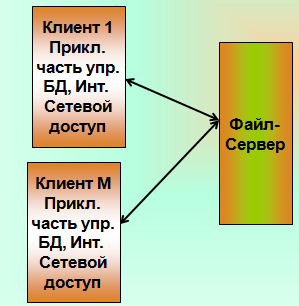 Клиент 1
Прикл.
часть упр.
БД, Инт.
Сетевой
доступ
Файл-
Сервер
Клиент М
Прикл.
часть упр.
БД, Инт.
Сетевой
доступ